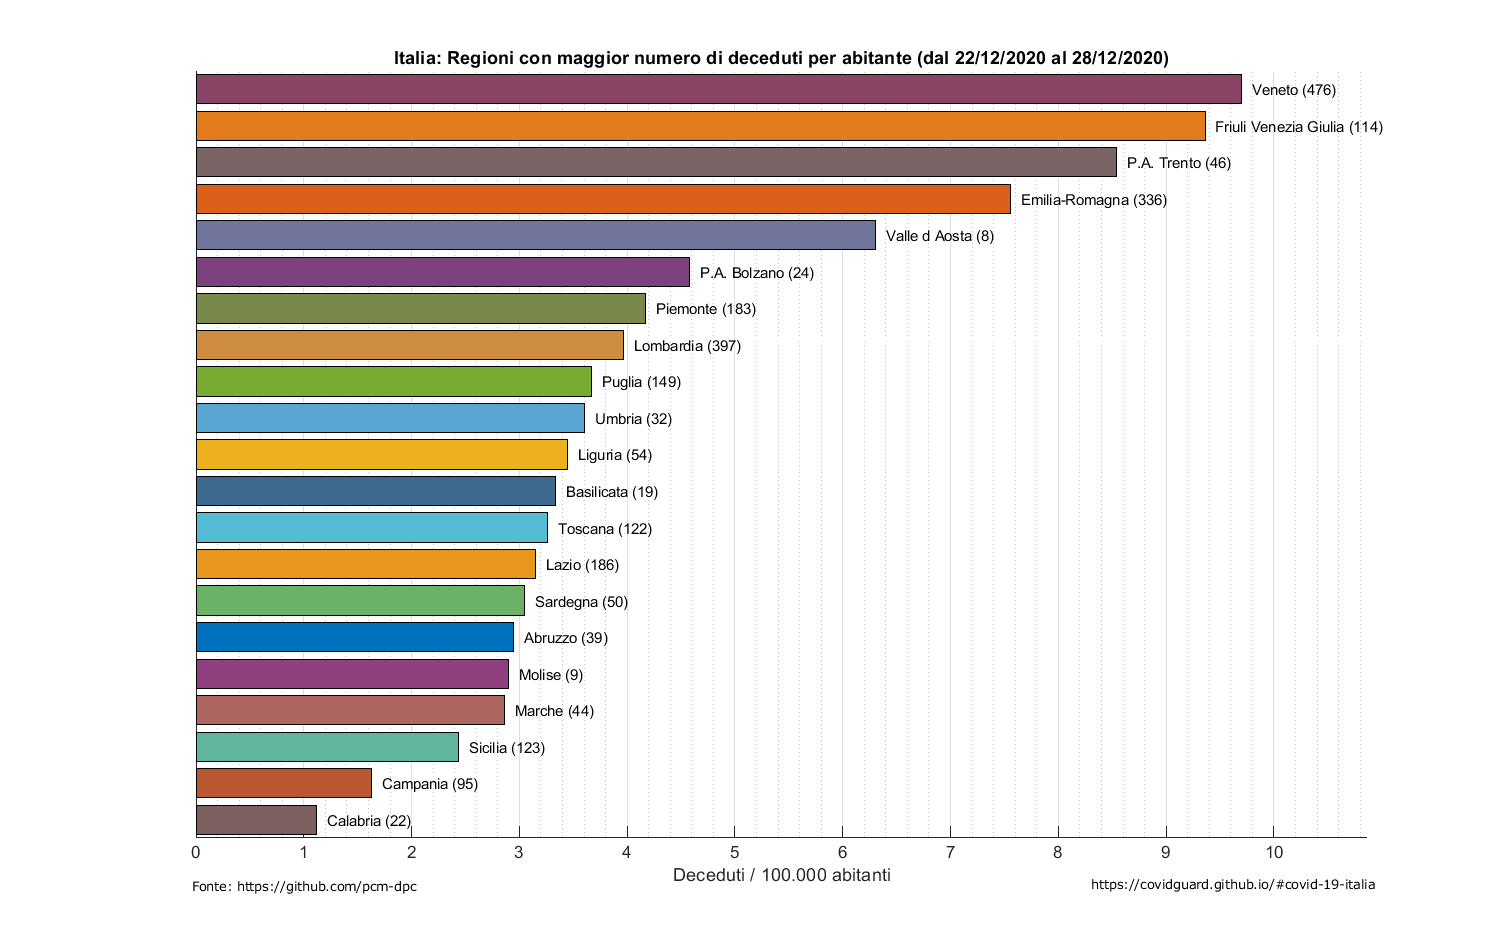 Italia: Regioni con maggior numero di deceduti per abitante (dal 22/12/2020 al 28/12/2020)
Veneto (476)
Friuli Venezia Giulia (114)
P.A. Trento (46)
Emilia-Romagna (336)
Valle d Aosta (8)
P.A. Bolzano (24)
Piemonte (183)
Lombardia (397)
Puglia (149)
Umbria (32)
Liguria (54)
Basilicata (19)
Toscana (122)
Lazio (186)
Sardegna (50)
Abruzzo (39)
Molise (9)
Marche (44)
Sicilia (123)
Campania (95)
Calabria (22)
0 1 2 3 4 5 6 7 8 9 10
Deceduti / 100.000 abitanti
Fonte: https://github.com/pcm-dpc
https://covidguard.github.io/#covid-19-italia